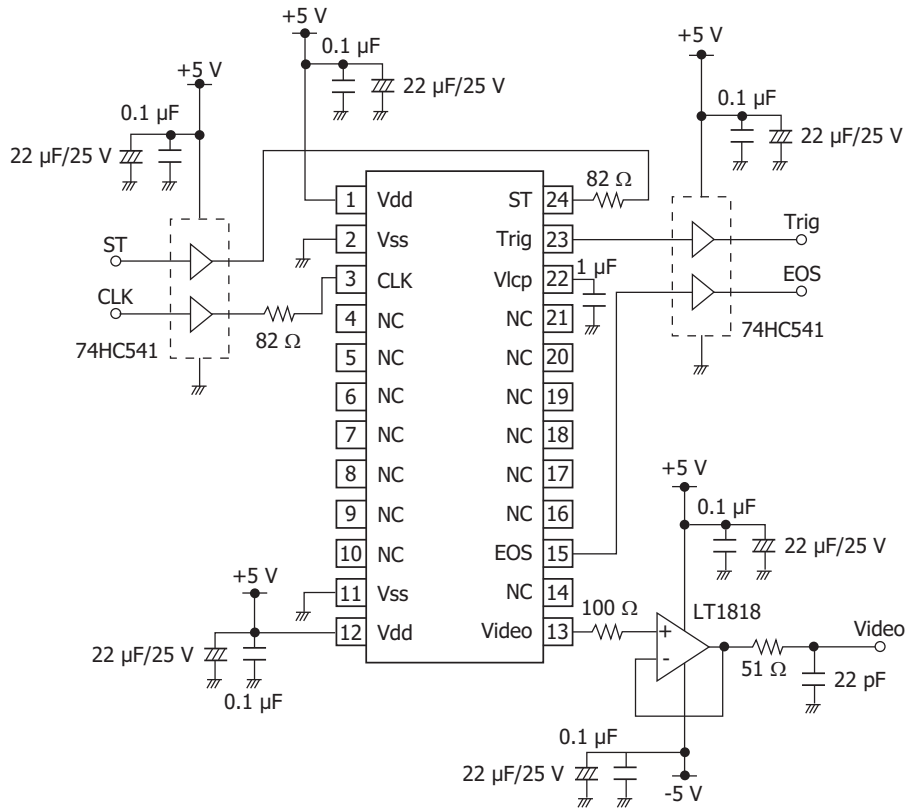 +5 V
0.1 µF
22 µF/25 V
+5 V
0.1 µF
22 µF/25 V
+5 V
0.1 µF
22 µF/25 V
ST
CLK
74HC541
82 Ω
82 Ω
1 µF
Trig
EOS
74HC541
1 Vdd
2 Vss
3 CLK
4 NC
5 NC
6 NC
7 NC
8 NC
9 NC
10 NC
11 Vss
12 Vdd
ST 24
Trig 23
Vlcp 22
NC 21
NC 20
NC 19
NC 18
NC 17
NC 16
EOS 15
NC 14
Video 13
+5 V
22 µF/25 V
0.1 µF
+5 V
0.1 µF
22 µF/25 V
100 Ω
LT1818
+
-
51 Ω
Video
22 pF
0.1 µF
22 µF/25 V
-5 V